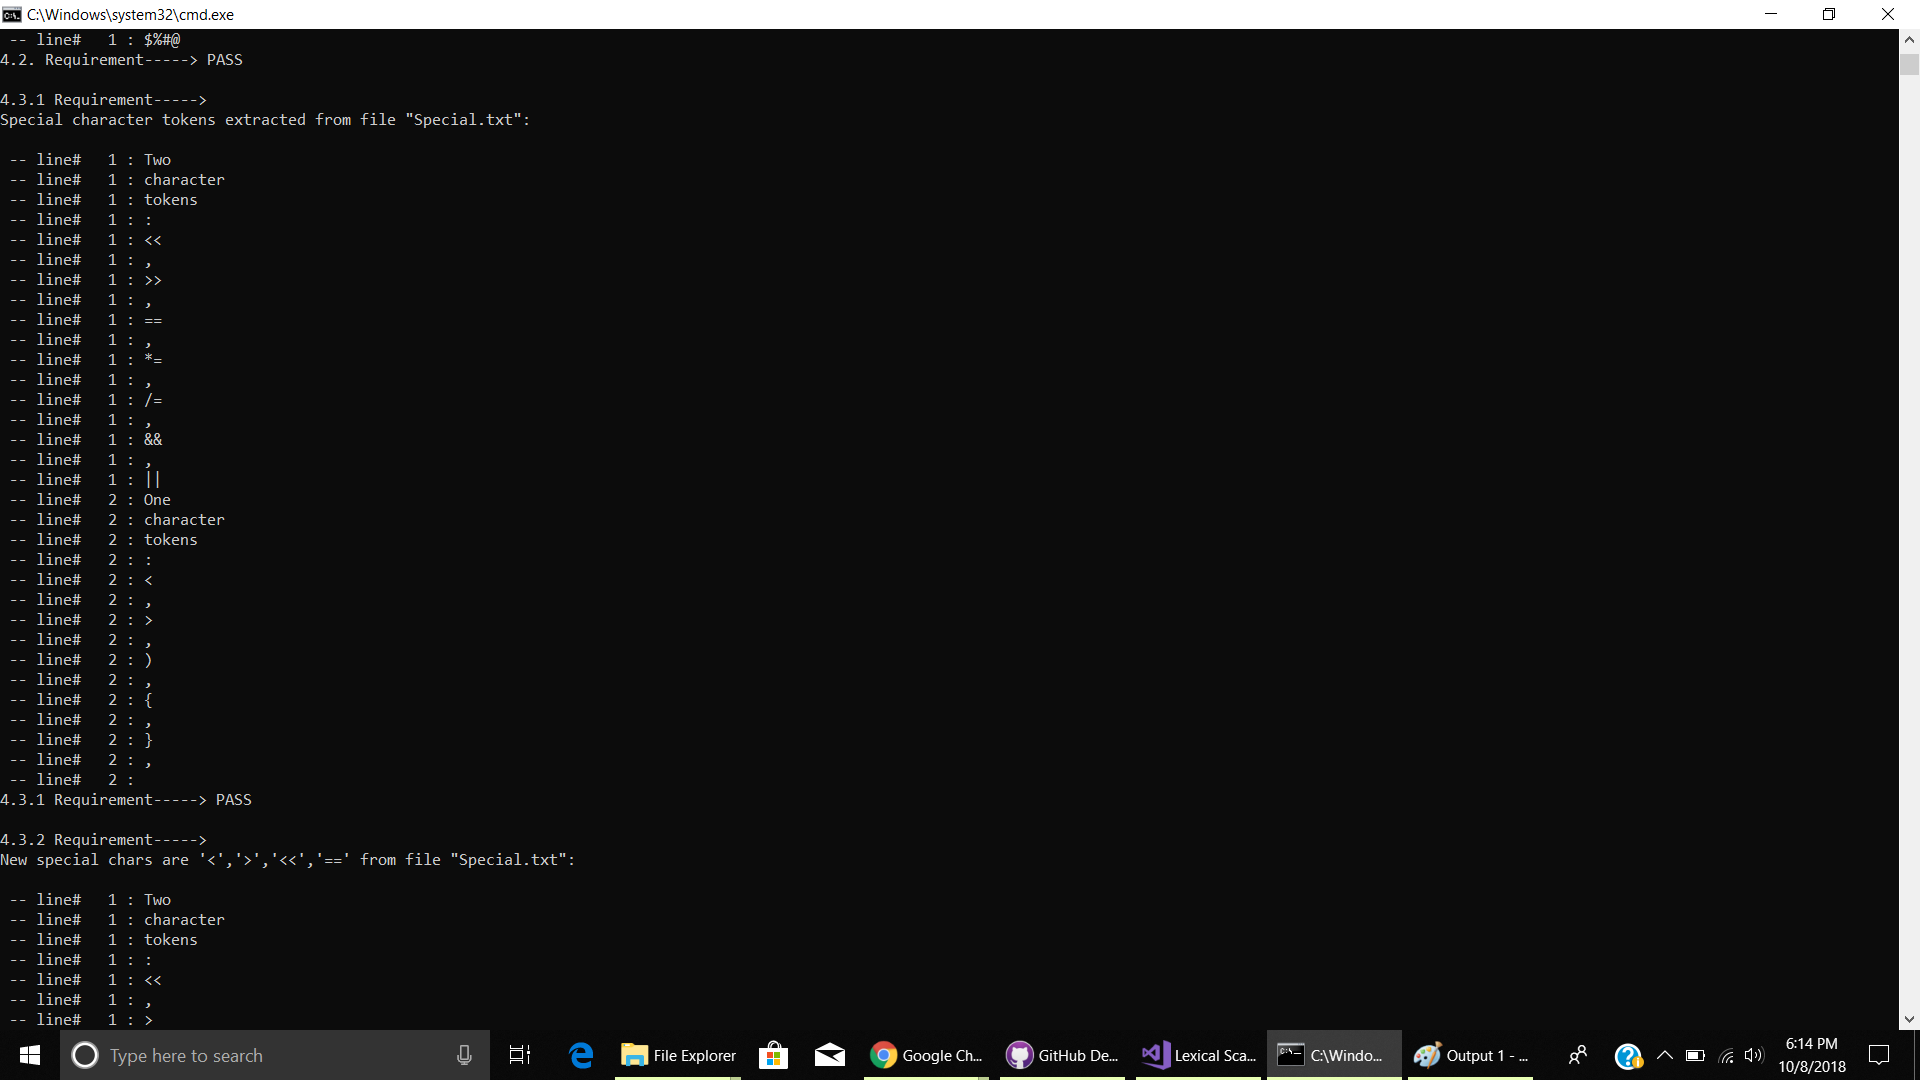 C:\Windows\system32\cmd.exe
-- line#   1 : $%#@
4.2. Requirement-----> PASS
4.3.1 Requirement----->
Special character tokens extracted from file "Special.txt":
-- line#   1 : Two
-- line#   1 : character
-- line#   1 : tokens
-- line#   1 : :
-- line#   1 : <<
-- line#   1 : ,
-- line#   1 : >>
-- line#   1 : ,
-- line#   1 : ==
-- line#   1 : ,
-- line#   1 : *=
-- line#   1 : ,
-- line#   1 : /=
-- line#   1 : ,
-- line#   1 : &&
-- line#   1 : ,
-- line#   1 : ||
-- line#   2 : One
-- line#   2 : character
-- line#   2 : tokens
-- line#   2 : :
-- line#   2 : <
-- line#   2 : ,
-- line#   2 : >
-- line#   2 : ,
-- line#   2 : )
-- line#   2 : ,
-- line#   2 : {
-- line#   2 : ,
-- line#   2 : }
-- line#   2 : ,
-- line#   2 :
4.3.1 Requirement-----> PASS
4.3.2 Requirement----->
New special chars are '<','>','<<','==' from file "Special.txt":
-- line#   1 : Two
-- line#   1 : character
-- line#   1 : tokens
-- line#   1 : :
-- line#   1 : <<
-- line#   1 : ,
-- line#   1 : >
Type here to search
File Explorer
Google Ch...
GitHub De...
Lexical Sca...
C:\Windo...
Output 1 - ...
6:14 PM
10/8/2018